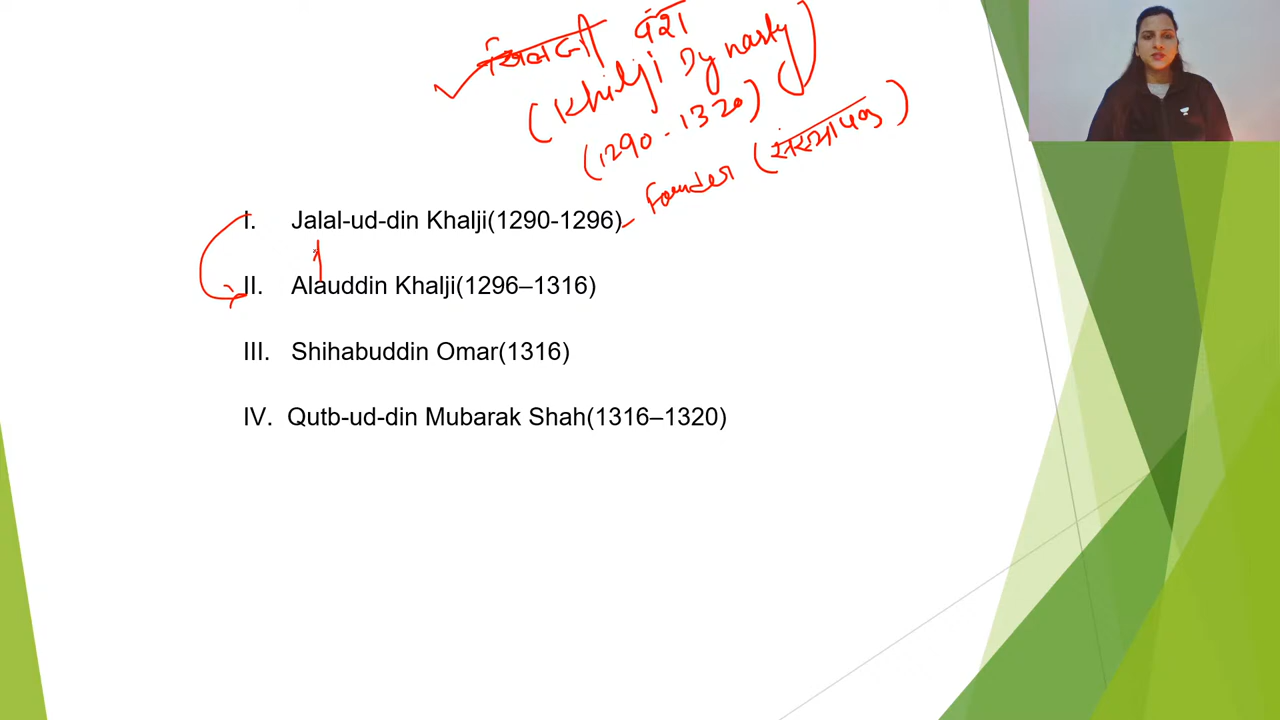 खिलजी वंश
(Khilji Dynasty)
(1290-1320)
Founder (संस्थापक)
I. Jalal-ud-din Khalji(1290-1296)
II. Alauddin Khalji(1296–1316)
III. Shihabuddin Omar(1316)
IV. Qutb-ud-din Mubarak Shah(1316–1320)